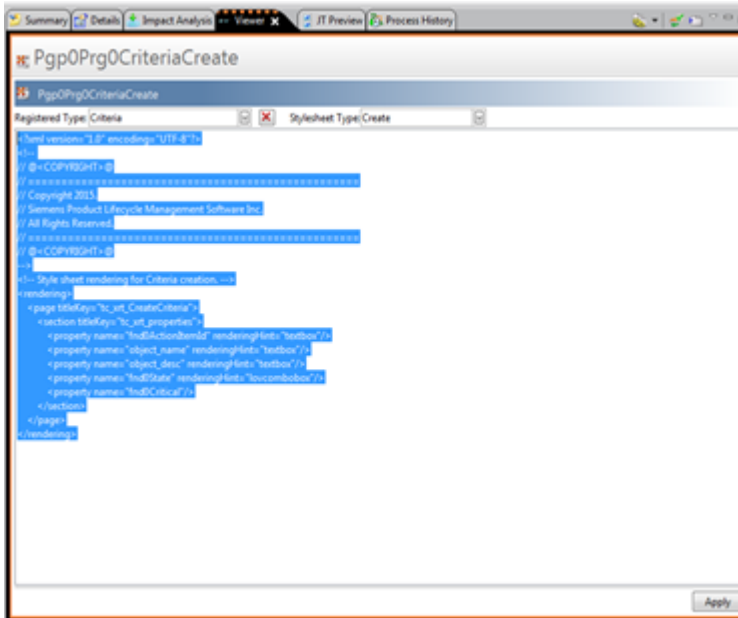 Summary Details Impact Analysis Viewer JT Preview Process History
Pgp0Prg0CriteriaCreate
Pgp0Prg0CriteriaCreate
Registered Type: Criteria Stylesheet Type: Create
<?xml version="1.0" encoding="UTF-8"?>
<!--
// @<COPYRIGHT>@
// ==================================================
// Copyright 2015.
// Siemens Product Lifecycle Management Software Inc.
// All Rights Reserved.
// ==================================================
// @<COPYRIGHT>@
-->
<!-- Style sheet rendering for Criteria creation. -->
<rendering>
<page titleKey="tc_xrt_CreateCriteria">
<section titleKey="tc_xrt_properties">
<property name="fnd0ActionItemId" renderingHint="textbox"/>
<property name="object_name" renderingHint="textbox"/>
<property name="object_desc" renderingHint="textbox"/>
<property name="fnd0State" renderingHint="lovcombobox"/>
<property name="fnd0Critical"/>
</section>
</page>
</rendering>
Apply